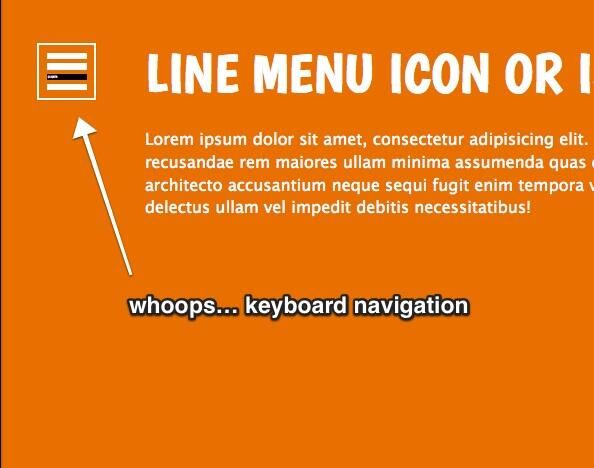 LINE MENU ICON OR
Lorem ipsum dolor sit amet, consectetur adipisicing elit.
recusandae rem maiores ullam minima assumenda quas
architecto accusantium neque sequi fugit enim tempora
delectus ullam vel impedit debitis necessitatibus!
whoops... keyboard navigation